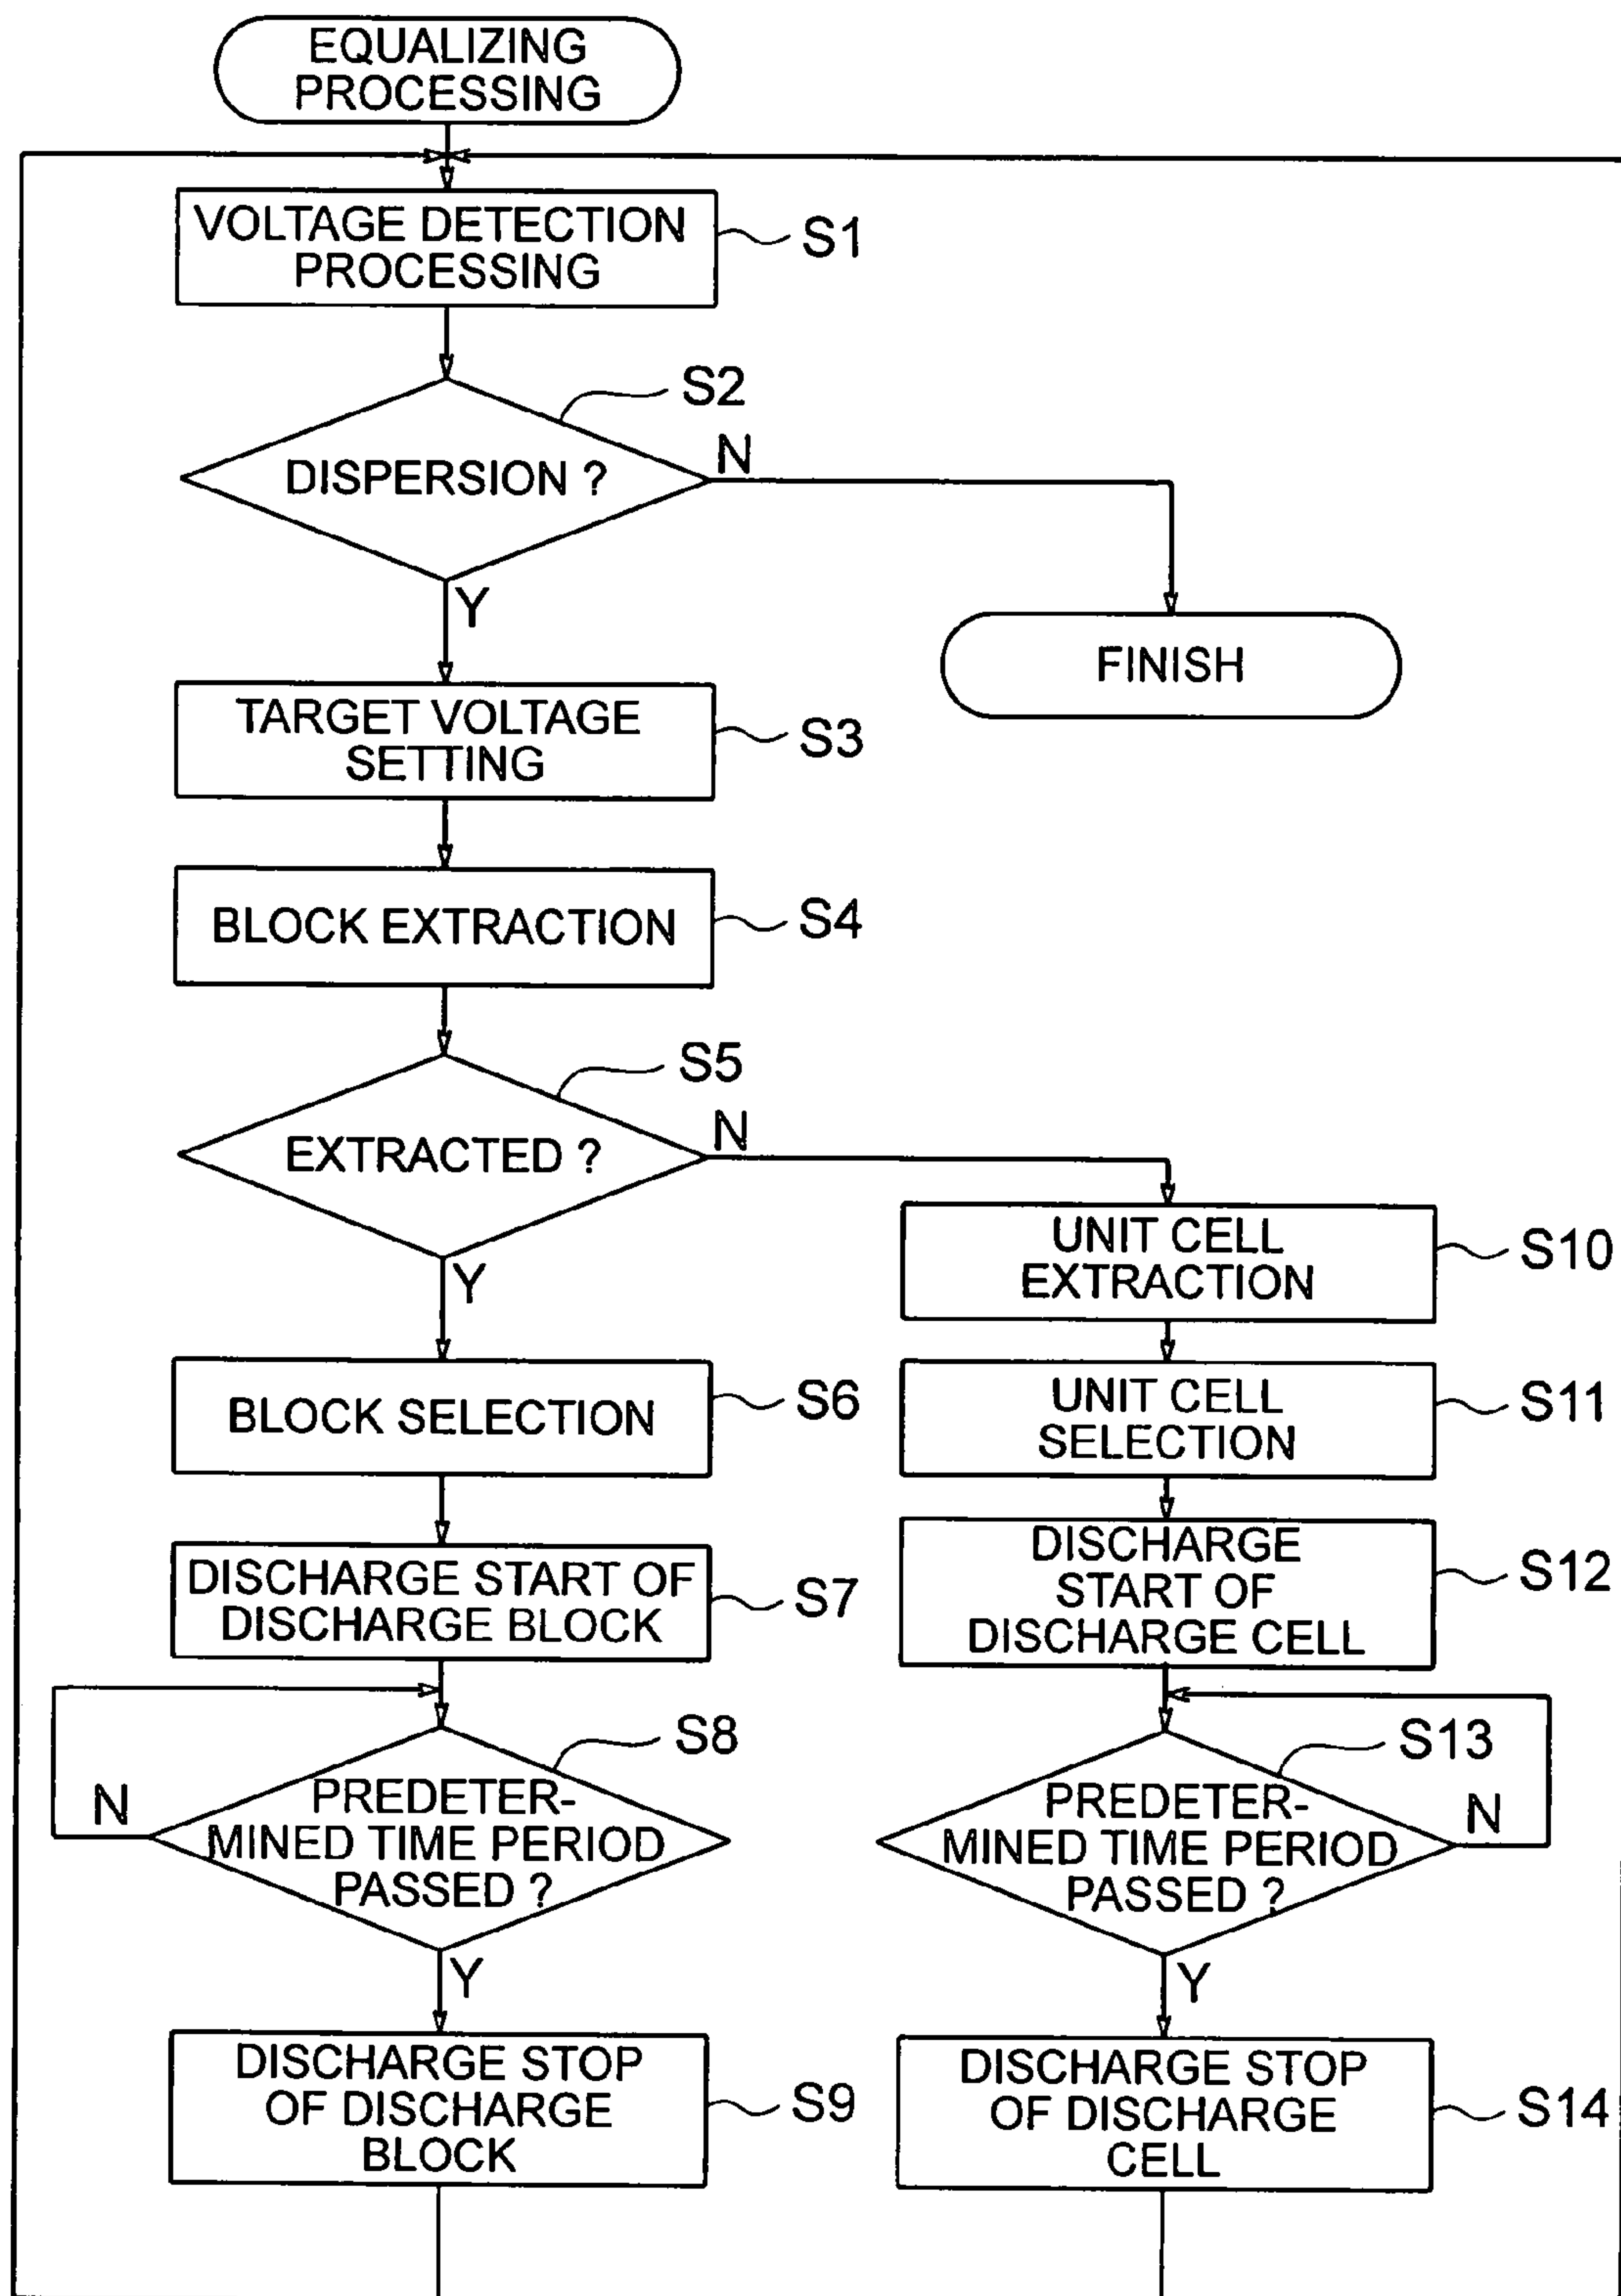 EQUALIZING
PROCESSING
VOLTAGE DETECTION
PROCESSING
S1
S2
DISPERSION ?
N
Y
FINISH
TARGET VOLTAGE
SETTING
S3
BLOCK EXTRACTION
S4
S5
EXTRACTED ?
N
Y
UNIT CELL
EXTRACTION
S10
BLOCK SELECTION
S6
UNIT CELL
SELECTION
S11
DISCHARGE START OF
DISCHARGE BLOCK
S7
DISCHARGE
START OF
DISCHARGE CELL
S12
S8
PREDETER-
MINED TIME PERIOD
PASSED ?
N
Y
S13
PREDETER-
MINED TIME PERIOD
PASSED ?
N
Y
DISCHARGE STOP
OF DISCHARGE
BLOCK
S9
DISCHARGE STOP
OF DISCHARGE
CELL
S14